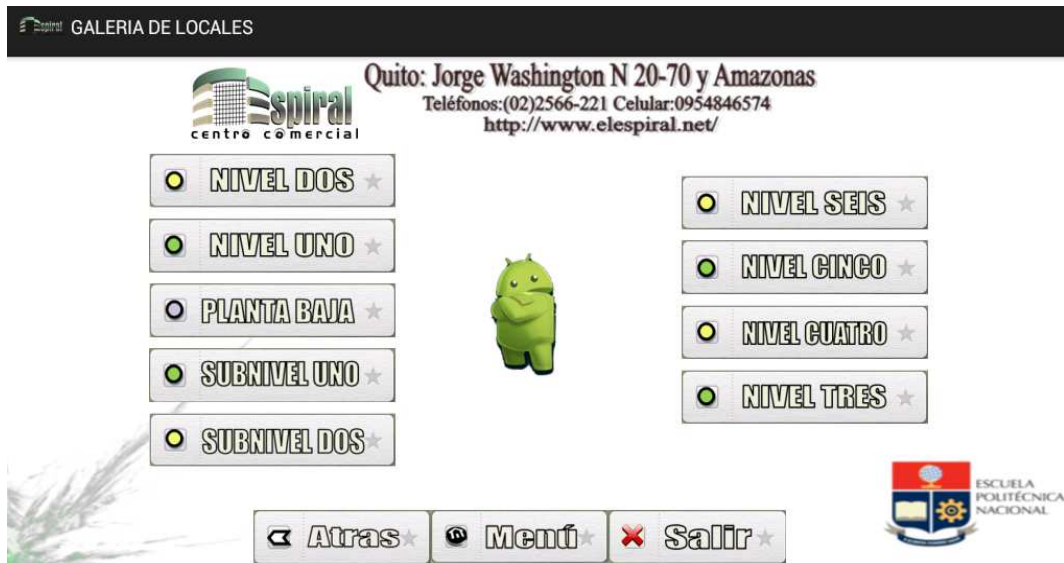 Espiral GALERIA DE LOCALES
Espiral
centro comercial
Quito: Jorge Washington N 20-70 y Amazonas
Teléfonos:(02)2566-221 Celular:0954846574
http://www.elespiral.net/
NIVEL DOS
NIVEL UNO
PLANTA BAJA
SUBNIVEL UNO
SUBNIVEL DOS
NIVEL SEIS
NIVEL CINCO
NIVEL CUATRO
NIVEL TRES
ESCUELA
POLITÉCNICA
NACIONAL
Atras Menú Salir